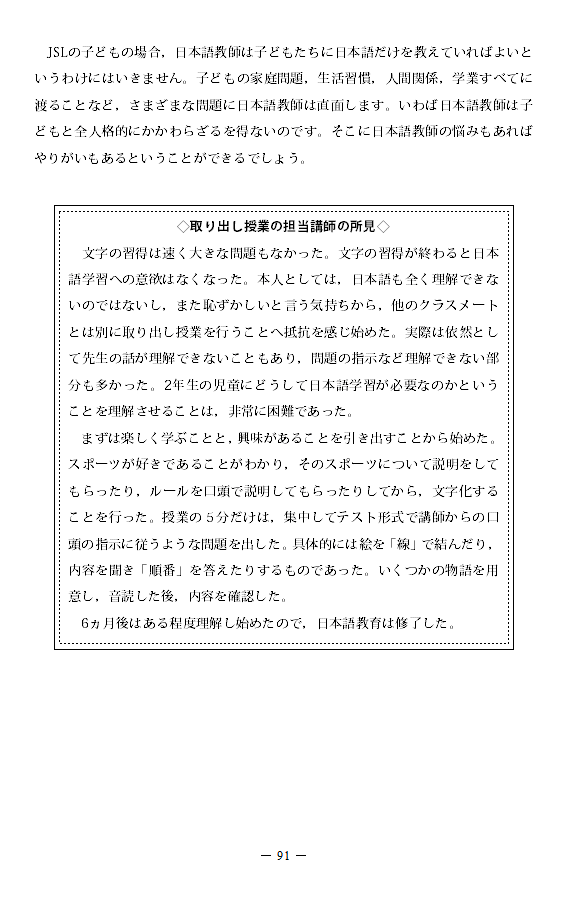 JSLの子どもの場合，日本語教師は子どもたちに日本語だけを教えていればよいと
いうわけにはいきません。子どもの家庭問題，生活習慣，人間関係，学業すべてに
渡ることなど，さまざまな問題に日本語教師は直面します。いわば日本語教師は子
どもと全人格的にかかわらざるを得ないのです。そこに日本語教師の悩みもあれば
やりがいもあるということができるでしょう。
◇取り出し授業の担当講師の所見◇
文字の習得は速く大きな問題もなかった。文字の習得が終わると日本
語学習への意欲はなくなった。本人としては，日本語も全く理解できな
いのではないし，また恥ずかしいと言う気持ちから，他のクラスメート
とは別に取り出し授業を行うことへ抵抗を感じ始めた。実際は依然とし
て先生の話が理解できないこともあり，問題の指示など理解できない部
分も多かった。2年生の児童にどうして日本語学習が必要なのかという
ことを理解させることは，非常に困難であった。
まずは楽しく学ぶことと，興味があることを引き出すことから始めた。
スポーツが好きであることがわかり，そのスポーツについて説明をして
もらったり，ルールを口頭で説明してもらったりしてから，文字化する
ことを行った。授業の5分だけは，集中してテスト形式で講師からの口
頭の指示に従うような問題を出した。具体的には絵を「線」で結んだり，
内容を聞き「順番」を答えたりするものであった。いくつかの物語を用
意し，音読した後，内容を確認した。
6ヵ月後はある程度理解し始めたので，日本語教育は修了した。
― 91 ―